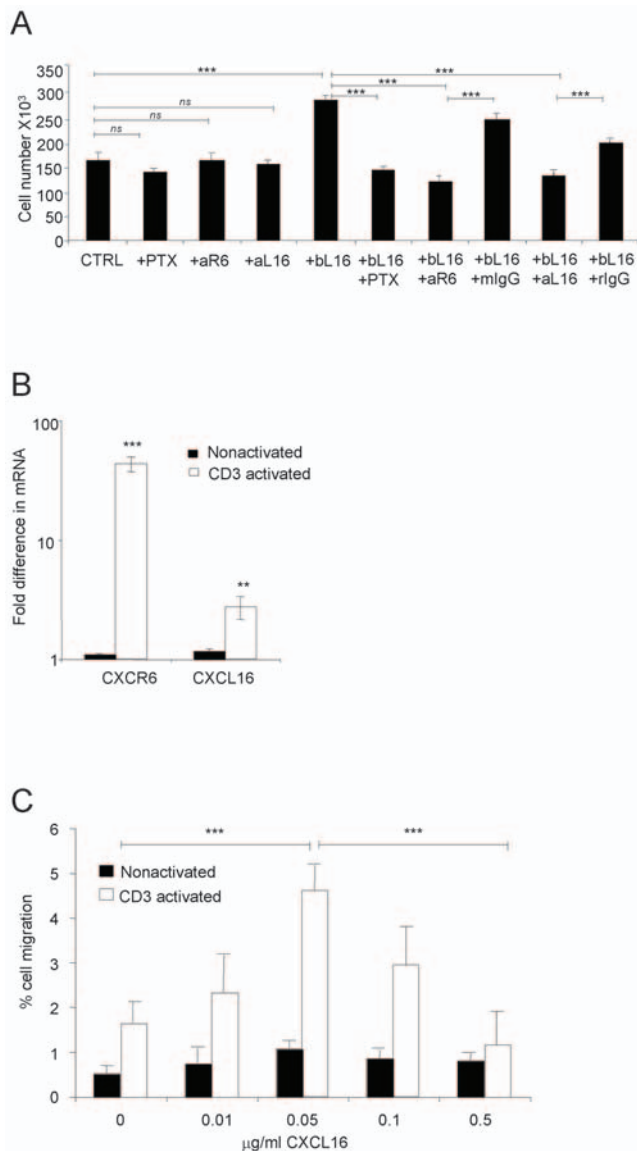 A
Cell number X10³
350
300
250
200
150
100
50
0
***
***
***
***
***
***
ns
ns
ns
CTRL +PTX +aR6 +aL16 +bL16 +bL16 +bL16 +bL16 +bL16 +bL16
+PTX +aR6 +mIgG +aL16 +rIgG
B
Fold difference in mRNA
100
10
1
***
**
Nonactivated
CD3 activated
CXCR6 CXCL16
C
% cell migration
6
5
4
3
2
1
0
*** ***
Nonactivated
CD3 activated
0 0.01 0.05 0.1 0.5
µg/ml CXCL16